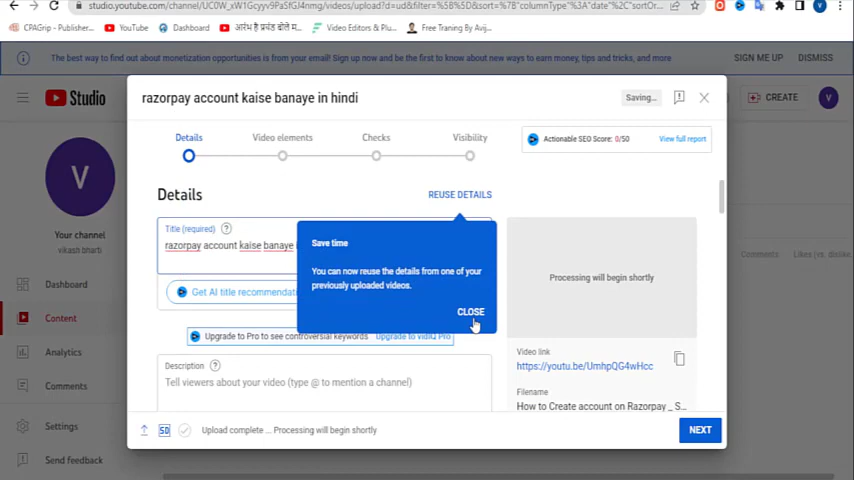 studio.youtube.com/channel/UC0W_xW1Gcyyv9PaSfGJ4nmg/videos/upload?d=ud&filter=%5B%5D&sort=%7B"columnType"%3A"date"%2C"sortOr...
CPAGrip - Publisher...
YouTube
Dashboard
आरंभ है प्रचंड बोले म...
Video Editors & Plu...
Free Traning By Avij...
The best way to find out about monetization opportunities is from your email! Sign up now and be the first to know about new ways to earn money, tips and tricks, and more
SIGN ME UP
DISMISS
Studio
CREATE
V
razorpay account kaise banaye in hindi
Saving...
Details
Video elements
Checks
Visibility
Actionable SEO Score: 0/50
View full report
Details
REUSE DETAILS
Title (required)
razorpay account kaise banaye i
Save time
You can now reuse the details from one of your
previously uploaded videos.
CLOSE
Get AI title recommendatio
Upgrade to Pro to see controversial keywords
Upgrade to vidIQ Pro
Description
Tell viewers about your video (type @ to mention a channel)
Processing will begin shortly
Video link
https://youtu.be/UmhpQG4wHcc
Filename
How to Create account on Razorpay _ S...
SD
Upload complete ... Processing will begin shortly
NEXT
V
Your channel
vikash bharti
Dashboard
Content
Analytics
Comments
Settings
Send feedback
Comments
Likes (vs. dislike